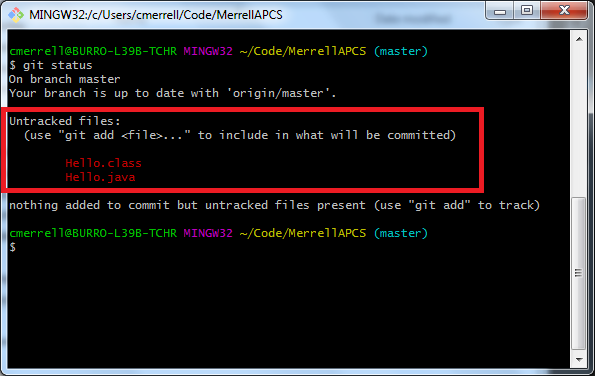 MINGW32:/c/Users/cmerrell/Code/MerrellAPCS
cmerrell@BURRO-L39B-TCHR MINGW32 ~/Code/MerrellAPCS (master)
$ git status
On branch master
Your branch is up to date with 'origin/master'.
Untracked files:
(use "git add <file>..." to include in what will be committed)
Hello.class
Hello.java
nothing added to commit but untracked files present (use "git add" to track)
cmerrell@BURRO-L39B-TCHR MINGW32 ~/Code/MerrellAPCS (master)
$